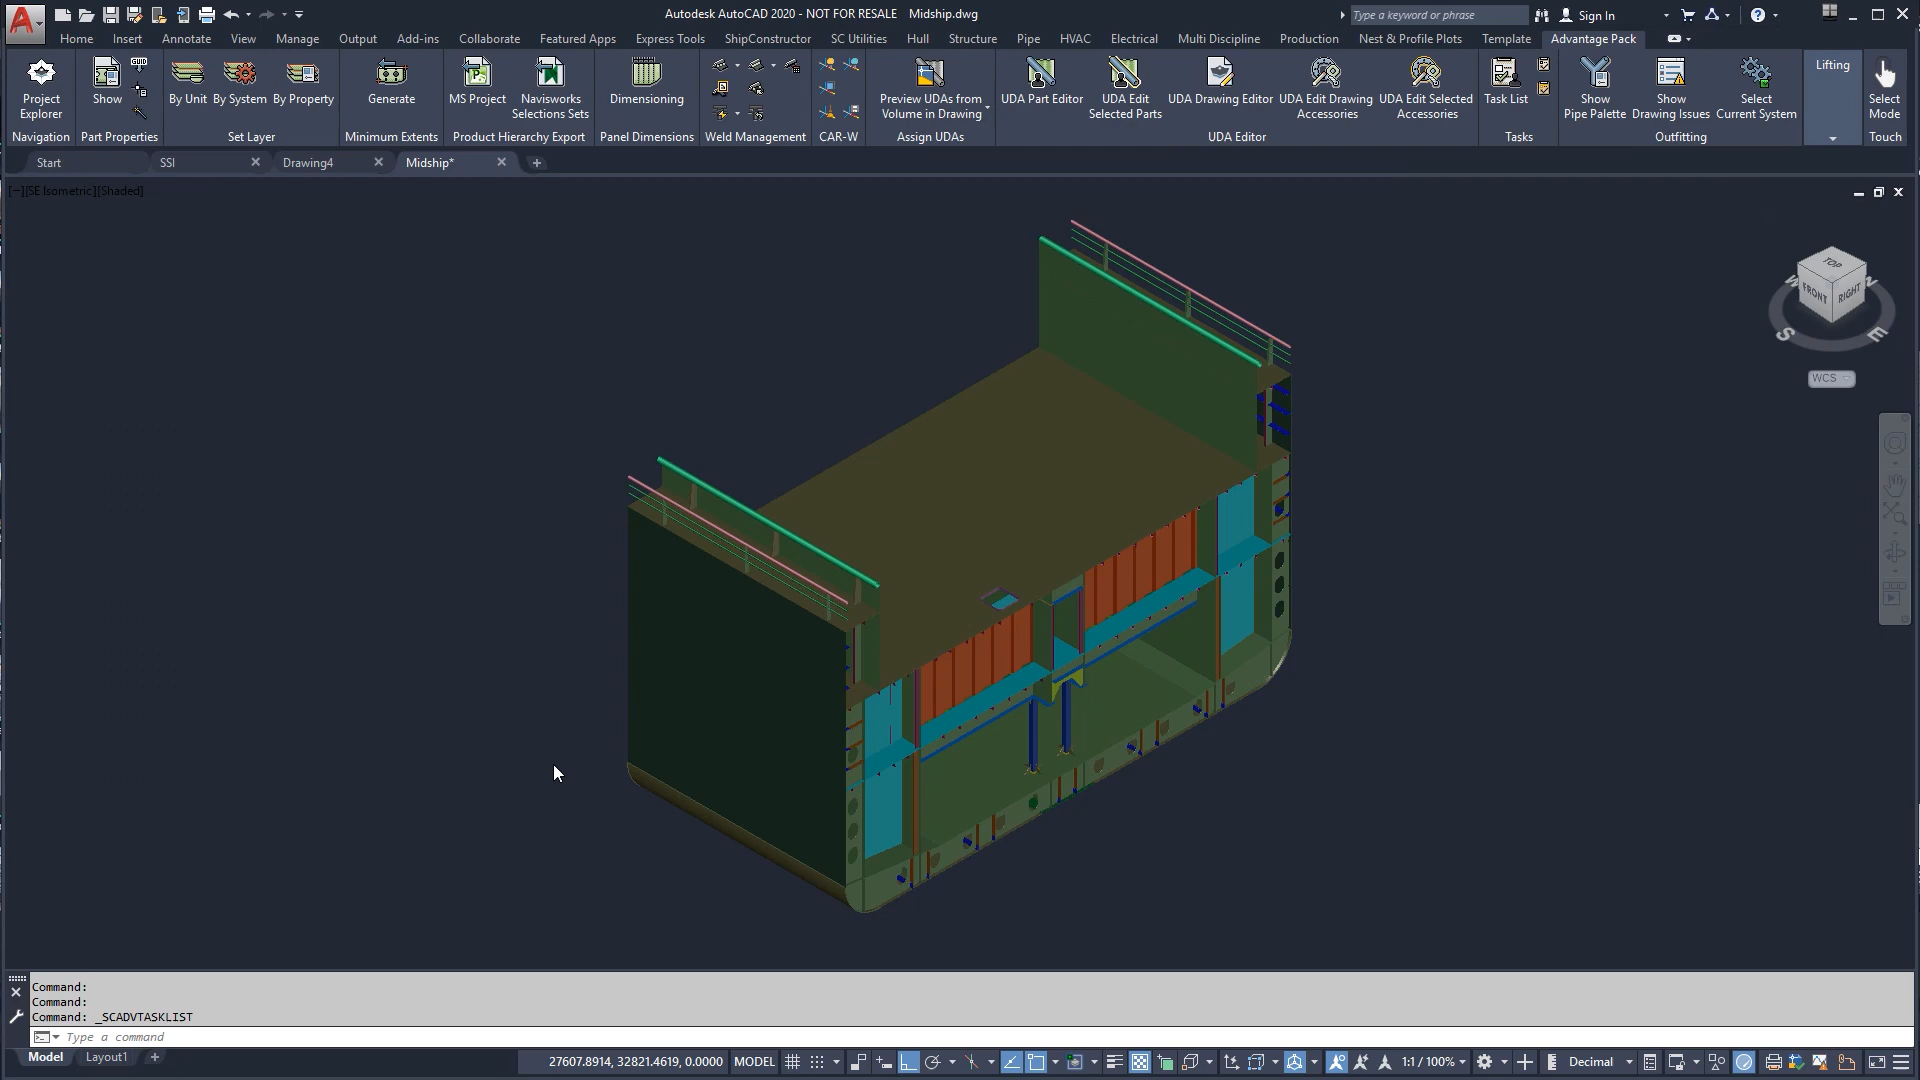 Autodesk AutoCAD 2020 - NOT FOR RESALE Midship.dwg
Type a keyword or phrase
Sign In
Home Insert Annotate View Manage Output Add-ins Collaborate Featured Apps Express Tools ShipConstructor SC Utilities Hull Structure Pipe HVAC Electrical Multi Discipline Production Nest & Profile Plots Template Advantage Pack
GUID
Project Explorer
Show
By Unit By System By Property
Generate
MS Project
Navisworks Selections Sets
Dimensioning
Preview UDAs from Volume in Drawing
UDA Part Editor
UDA Edit Selected Parts
UDA Drawing Editor
UDA Edit Drawing Accessories
UDA Edit Selected Accessories
Task List
Show Pipe Palette
Show Drawing Issues
Select Current System
Lifting
Select Mode
Navigation Part Properties Set Layer Minimum Extents Product Hierarchy Export Panel Dimensions Weld Management CAR-W Assign UDAs UDA Editor Tasks Outfitting Touch
Start SSI Drawing4 Midship*
[−][SE Isometric][Shaded]
TOP
FRONT RIGHT
W N
S E
WCS
Command:
Command:
Command: _SCADVTASKLIST
Type a command
Model Layout1
27607.8914, 32821.4619, 0.0000 MODEL 1:1 / 100% Decimal